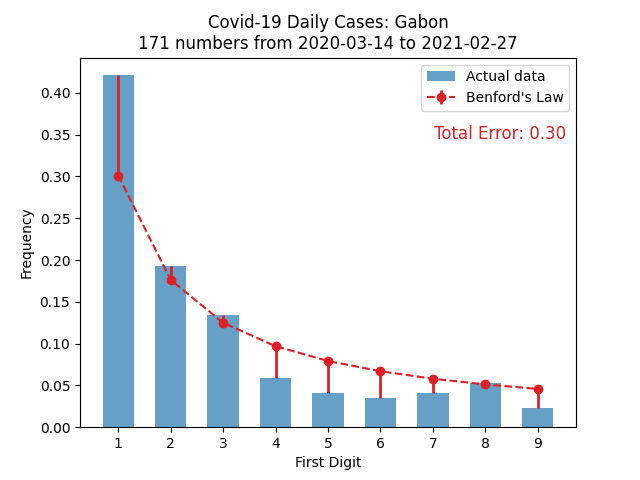 Covid-19 Daily Cases: Gabon
171 numbers from 2020-03-14 to 2021-02-27
Actual data
Benford's Law
Total Error: 0.30
Frequency
0.40
0.35
0.30
0.25
0.20
0.15
0.10
0.05
0.00
1 2 3 4 5 6 7 8 9
First Digit